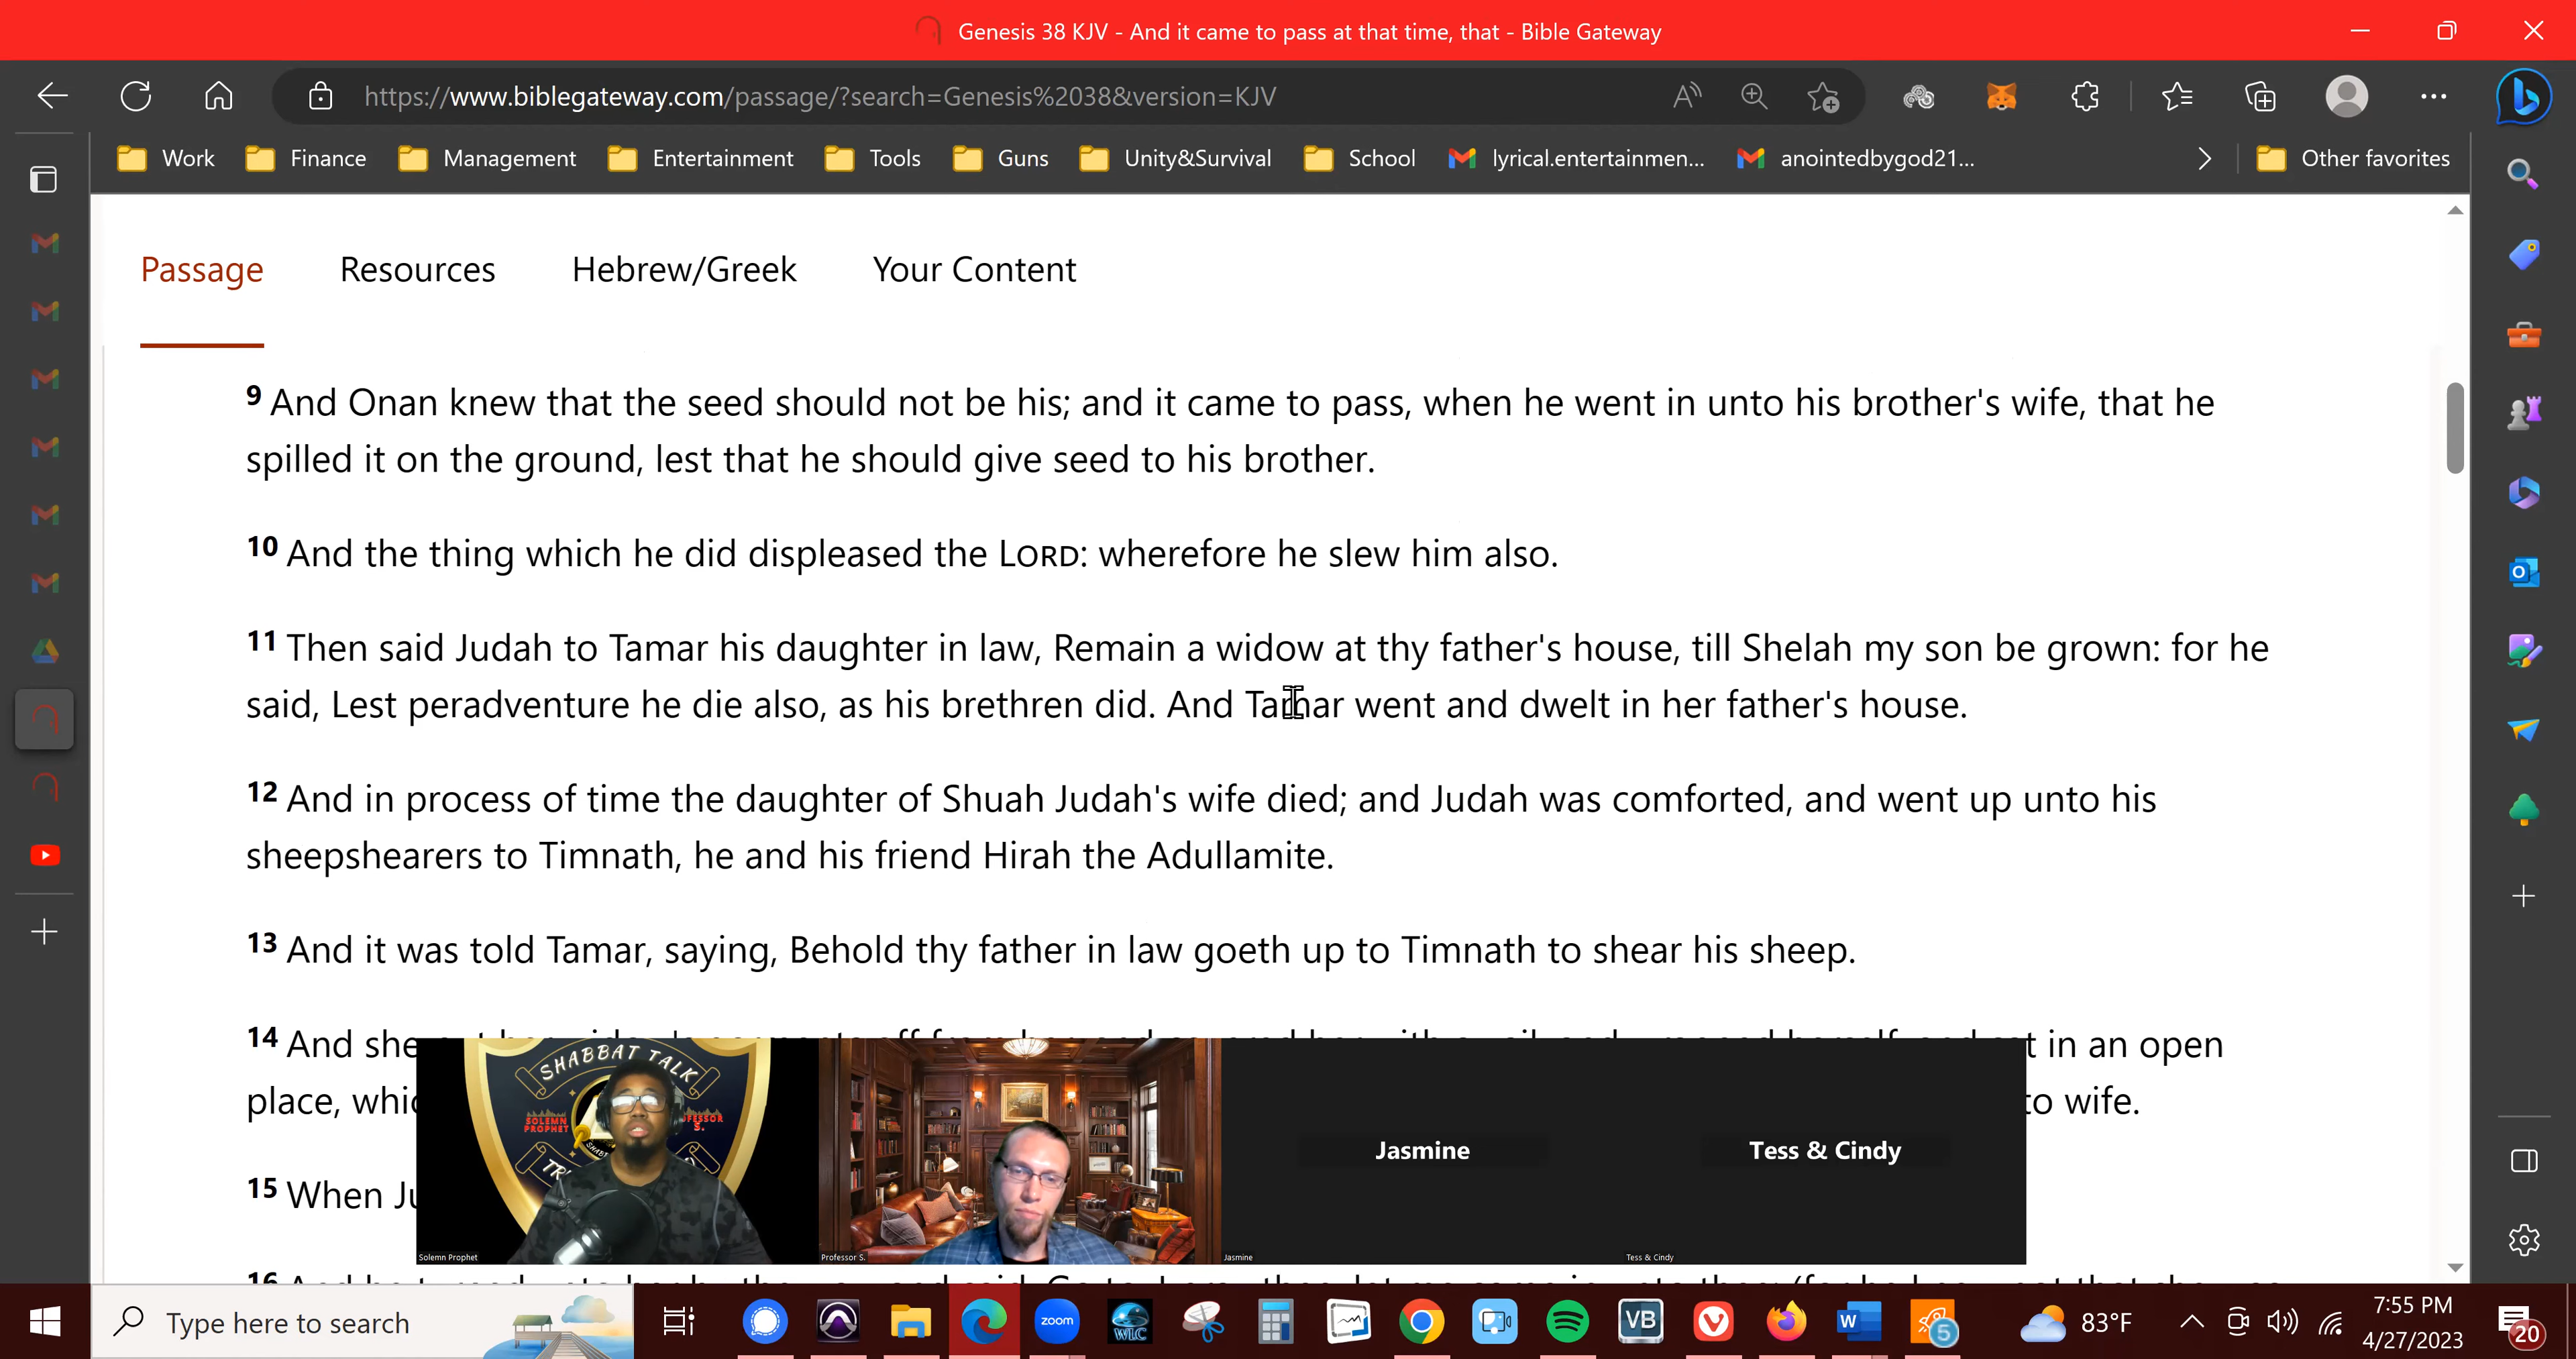 Genesis 38 KJV - And it came to pass at that time, that - Bible Gateway
https://www.biblegateway.com/passage/?search=Genesis%2038&version=KJV
Work Finance Management Entertainment Tools Guns Unity&Survival School lyrical.entertainmen... anointedbygod21... Other favorites
Passage Resources Hebrew/Greek Your Content
9 And Onan knew that the seed should not be his; and it came to pass, when he went in unto his brother's wife, that he
spilled it on the ground, lest that he should give seed to his brother.
10 And the thing which he did displeased the LORD: wherefore he slew him also.
11 Then said Judah to Tamar his daughter in law, Remain a widow at thy father's house, till Shelah my son be grown: for he
said, Lest peradventure he die also, as his brethren did. And Tamar went and dwelt in her father's house.
12 And in process of time the daughter of Shuah Judah's wife died; and Judah was comforted, and went up unto his
sheepshearers to Timnath, he and his friend Hirah the Adullamite.
13 And it was told Tamar, saying, Behold thy father in law goeth up to Timnath to shear his sheep.
14 And she in an open
place, to wife.
15 When
16
SHABBAT TALK
SOLEMN
PROPHET
S.
Jasmine
Tess & Cindy
Solemn Prophet
Professor S.
Jasmine
Tess & Cindy
Type here to search
zoom
WLC
VB
W
5
83°F
7:55 PM
4/27/2023
20